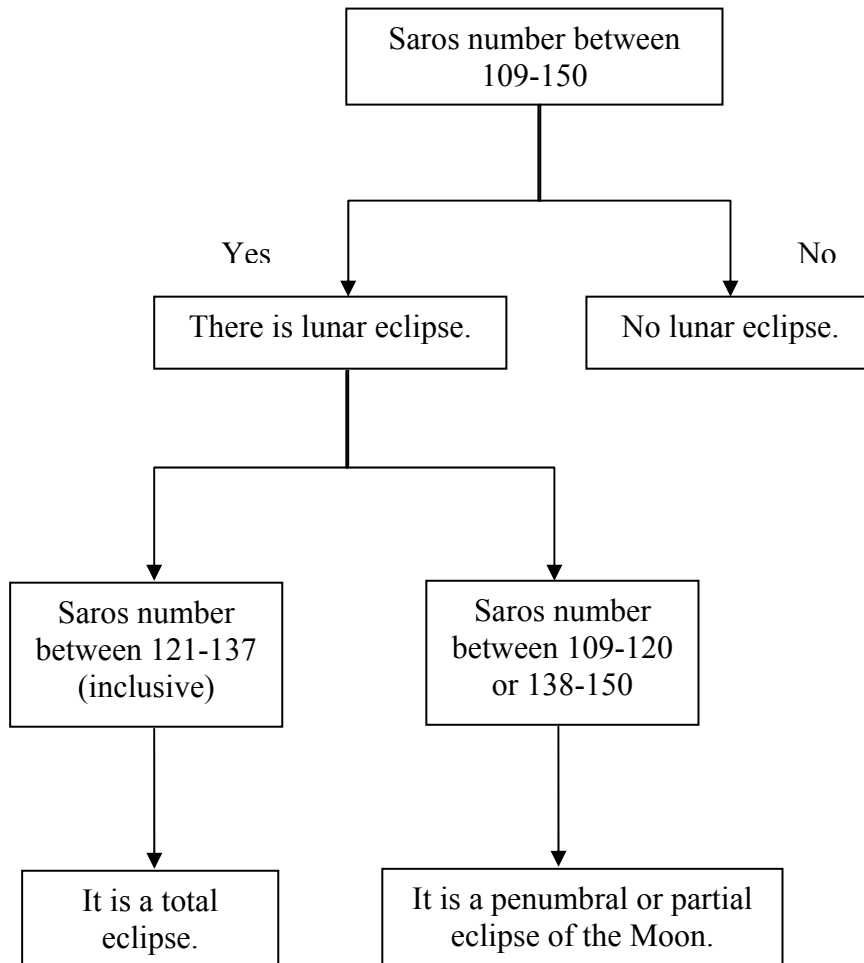 Saros number between
109-150
Yes
No
There is lunar eclipse.
No lunar eclipse.
Saros number
between 121-137
(inclusive)
Saros number
between 109-120
or 138-150
It is a total
eclipse.
It is a penumbral or partial
eclipse of the Moon.